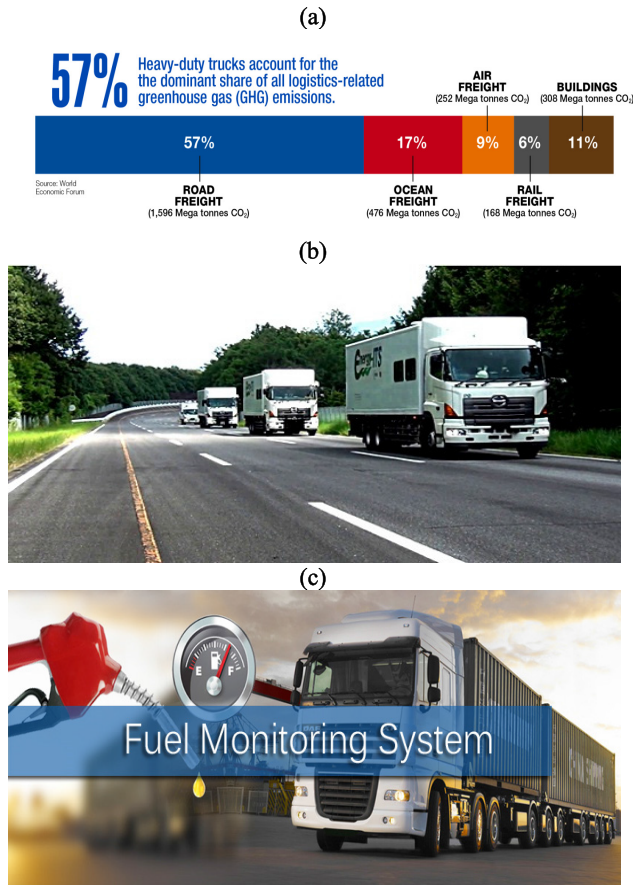 (a)
57%
Heavy-duty trucks account for the
the dominant share of all logistics-related
greenhouse gas (GHG) emissions.
AIR
FREIGHT
(252 Mega tonnes CO₂)
BUILDINGS
(308 Mega tonnes CO₂)
57%
17%
9%
6%
11%
Source: World
Economic Forum
ROAD
FREIGHT
(1,596 Mega tonnes CO₂)
OCEAN
FREIGHT
(476 Mega tonnes CO₂)
RAIL
FREIGHT
(168 Mega tonnes CO₂)
(b)
Energy ITS
(c)
E
F
Fuel Monitoring System